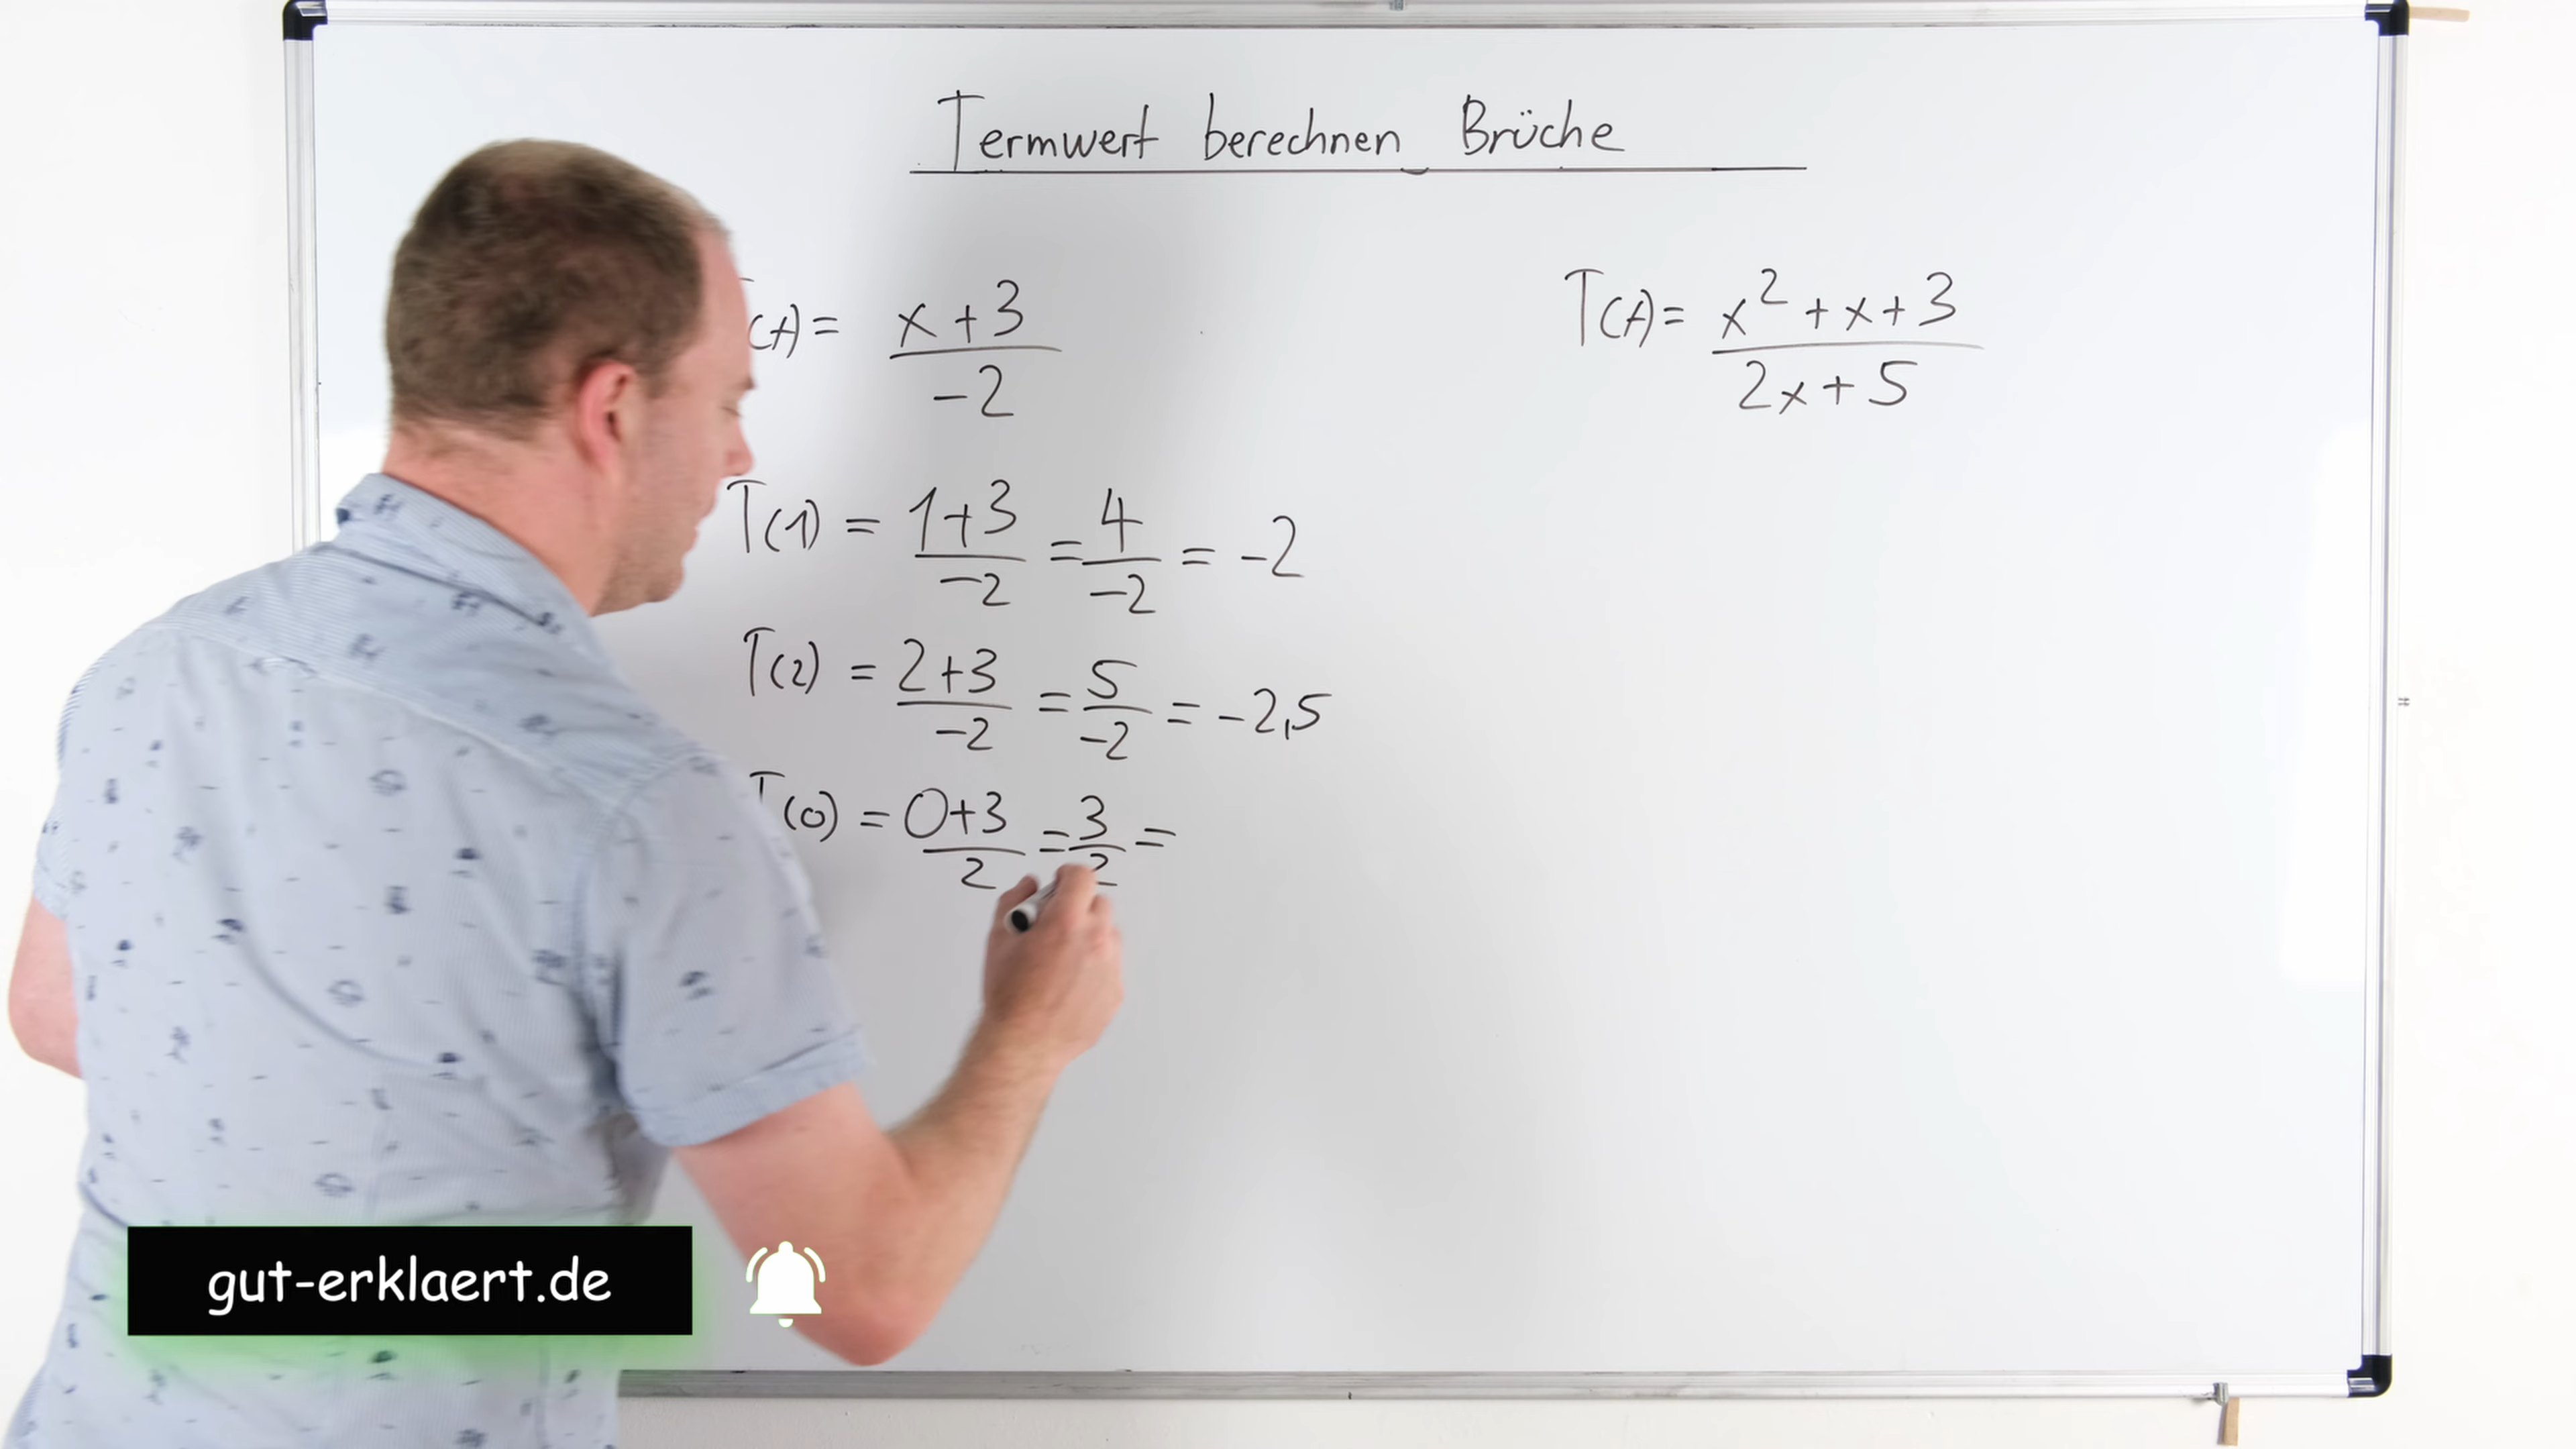 Termwert berechnen Brüche
(x) = x+3 / -2
T(x) = x² + x + 3 / 2x + 5
T(1) = 1+3 / -2 = 4 / -2 = -2
T(2) = 2+3 / -2 = 5 / -2 = -2,5
T(0) = 0+3 / 2 = 3 / 2 =
gut-erklaert.de